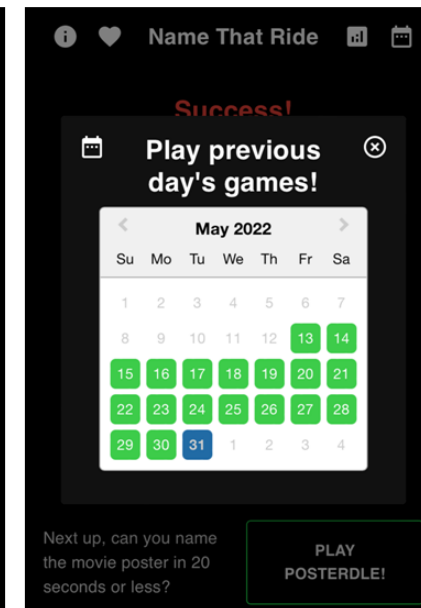 Name That Ride
Success!
Play previous
day's games!
May 2022
Su Mo Tu We Th Fr Sa
1 2 3 4 5 6 7
8 9 10 11 12 13 14
15 16 17 18 19 20 21
22 23 24 25 26 27 28
29 30 31 1 2 3 4
Next up, can you name
the movie poster in 20
seconds or less?
PLAY
POSTERDLE!